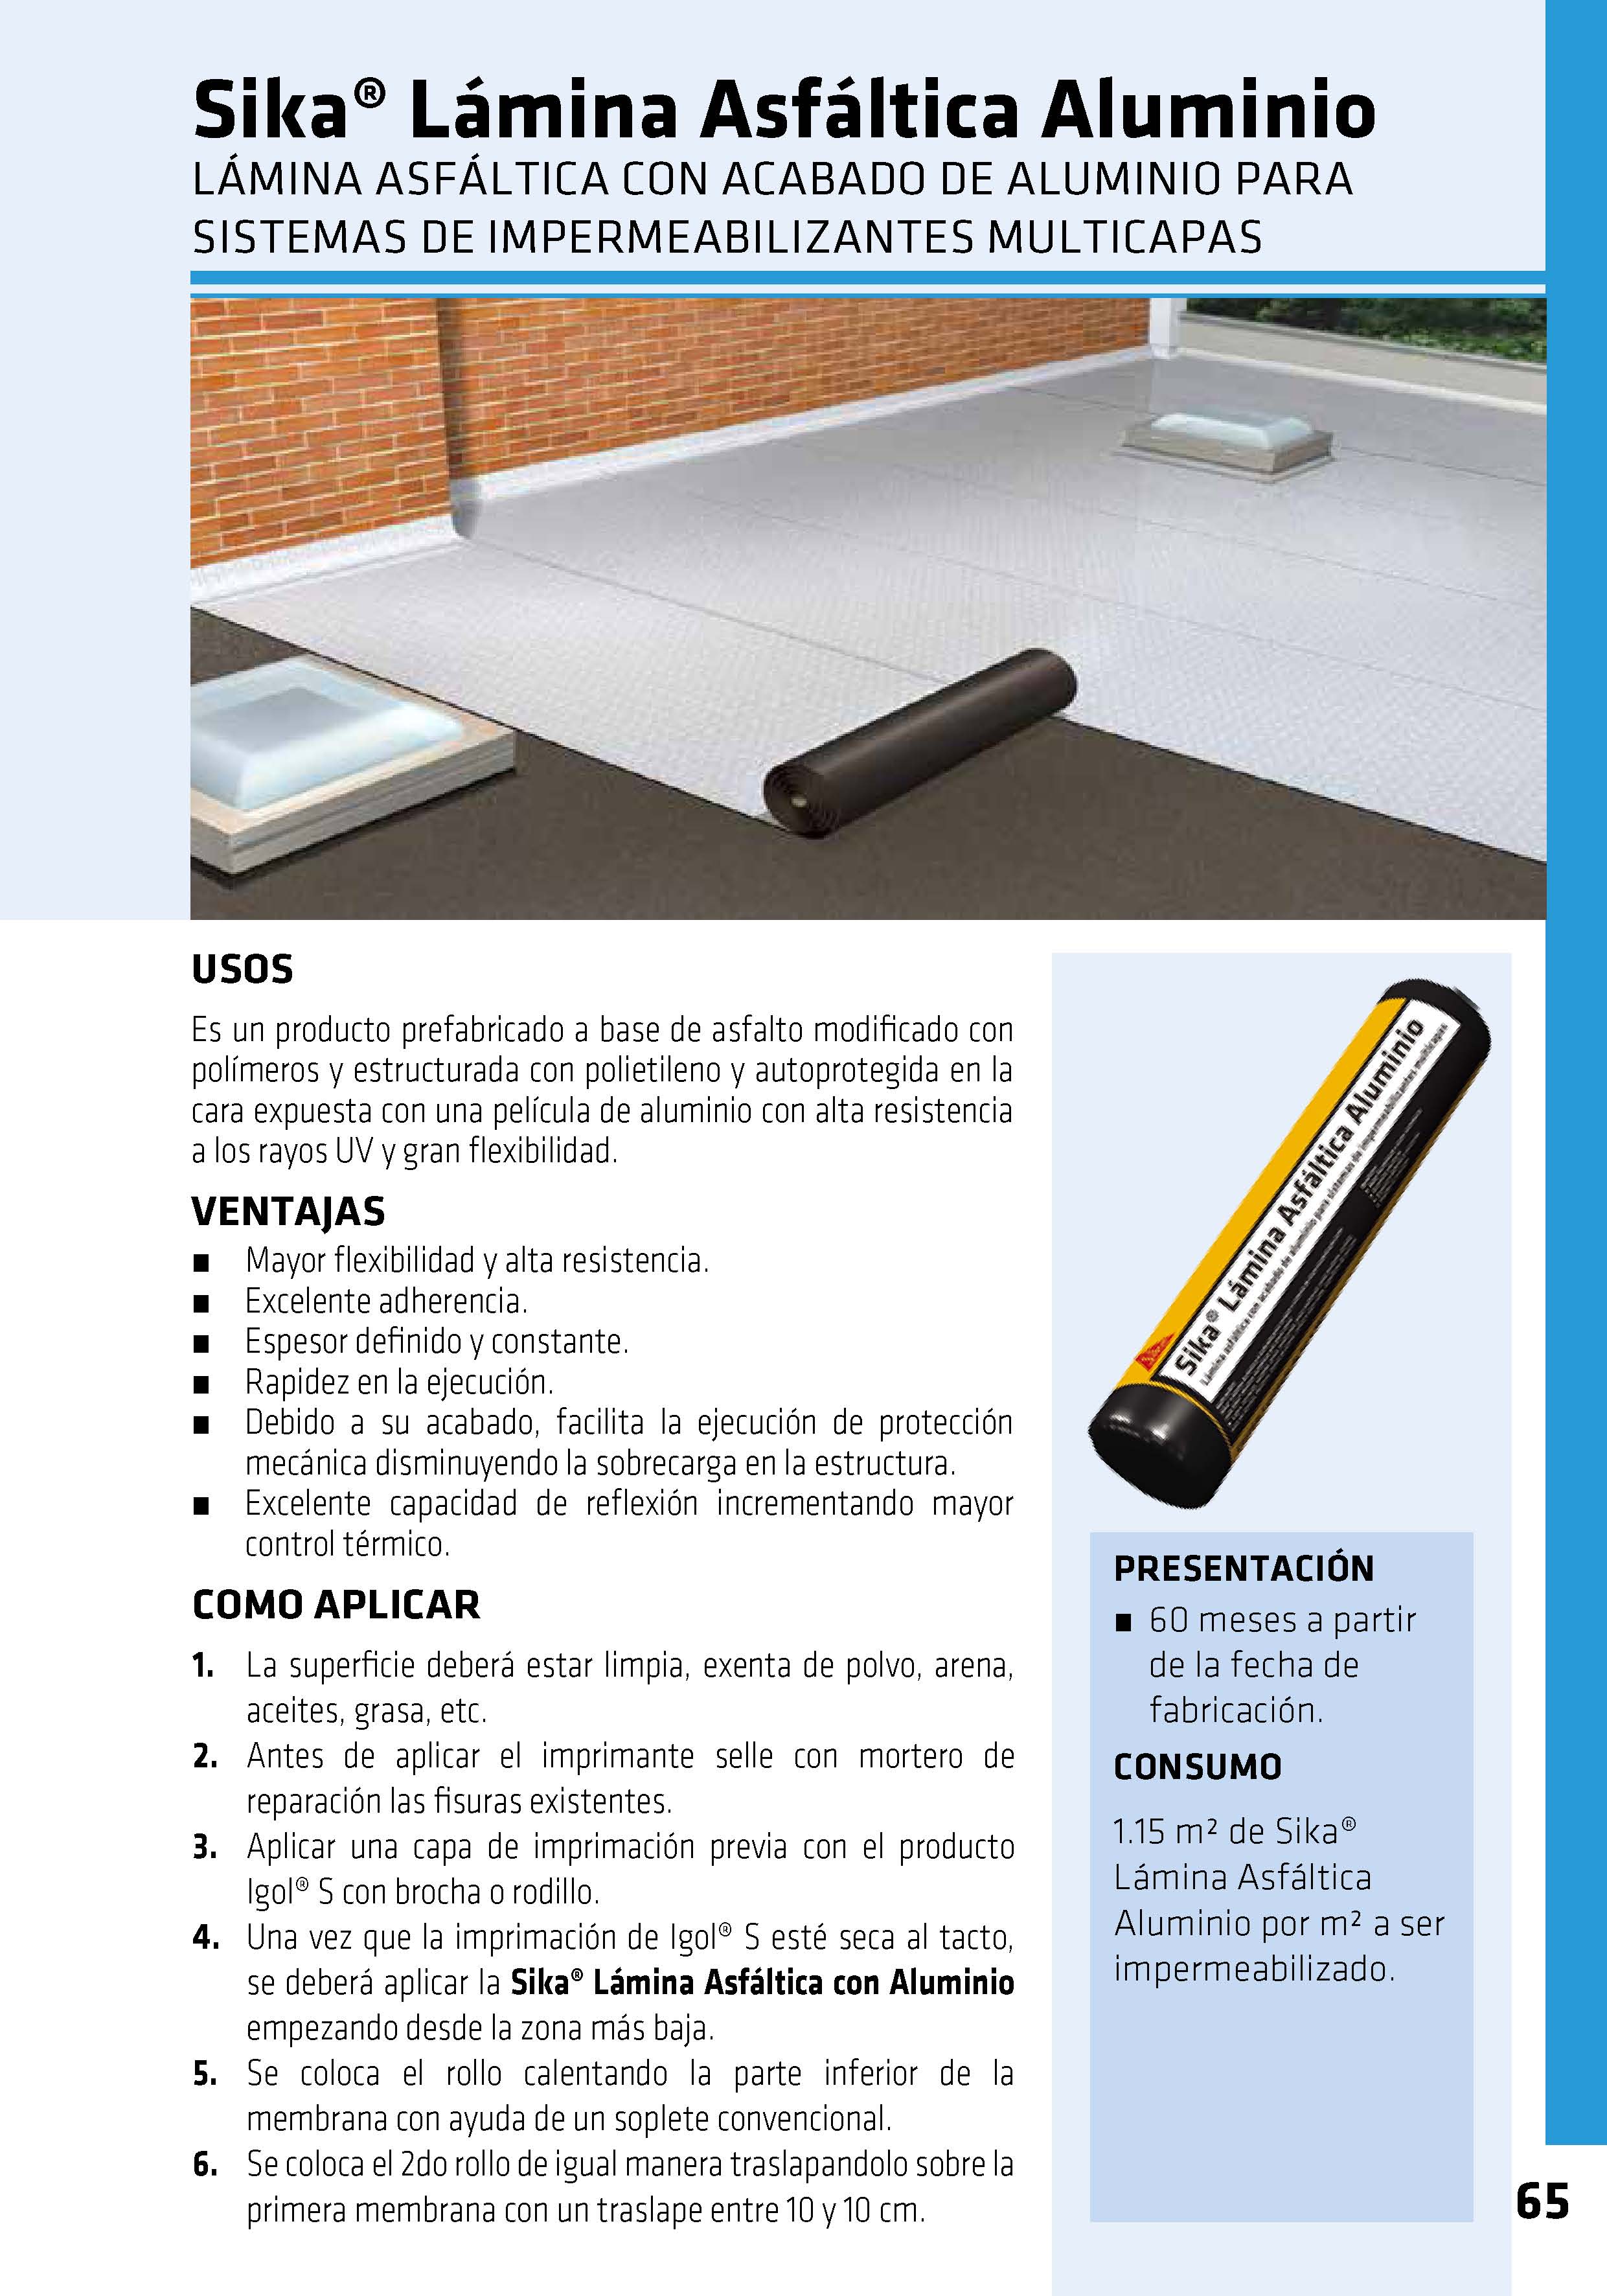 Sika® Lámina Asfáltica Aluminio
LÁMINA ASFÁLTICA CON ACABADO DE ALUMINIO PARA
SISTEMAS DE IMPERMEABILIZANTES MULTICAPAS
USOS
Es un producto prefabricado a base de asfalto modificado con
polímeros y estructurada con polietileno y autoprotegida en la
cara expuesta con una película de aluminio con alta resistencia
a los rayos UV y gran flexibilidad.
VENTAJAS
■ Mayor flexibilidad y alta resistencia.
■ Excelente adherencia.
■ Espesor definido y constante.
■ Rapidez en la ejecución.
■ Debido a su acabado, facilita la ejecución de protección
mecánica disminuyendo la sobrecarga en la estructura.
■ Excelente capacidad de reflexión incrementando mayor
control térmico.
COMO APLICAR
1. La superficie deberá estar limpia, exenta de polvo, arena,
aceites, grasa, etc.
2. Antes de aplicar el imprimante selle con mortero de
reparación las fisuras existentes.
3. Aplicar una capa de imprimación previa con el producto
Igol® S con brocha o rodillo.
4. Una vez que la imprimación de Igol® S esté seca al tacto,
se deberá aplicar la Sika® Lámina Asfáltica con Aluminio
empezando desde la zona más baja.
5. Se coloca el rollo calentando la parte inferior de la
membrana con ayuda de un soplete convencional.
6. Se coloca el 2do rollo de igual manera traslapandolo sobre la
primera membrana con un traslape entre 10 y 10 cm.
Sika® Lámina Asfáltica Aluminio
Lámina asfáltica con acabado de aluminio para sistemas de impermeabilizantes multicapas
PRESENTACIÓN
■ 60 meses a partir
de la fecha de
fabricación.
CONSUMO
1.15 m² de Sika®
Lámina Asfáltica
Aluminio por m² a ser
impermeabilizado.
65